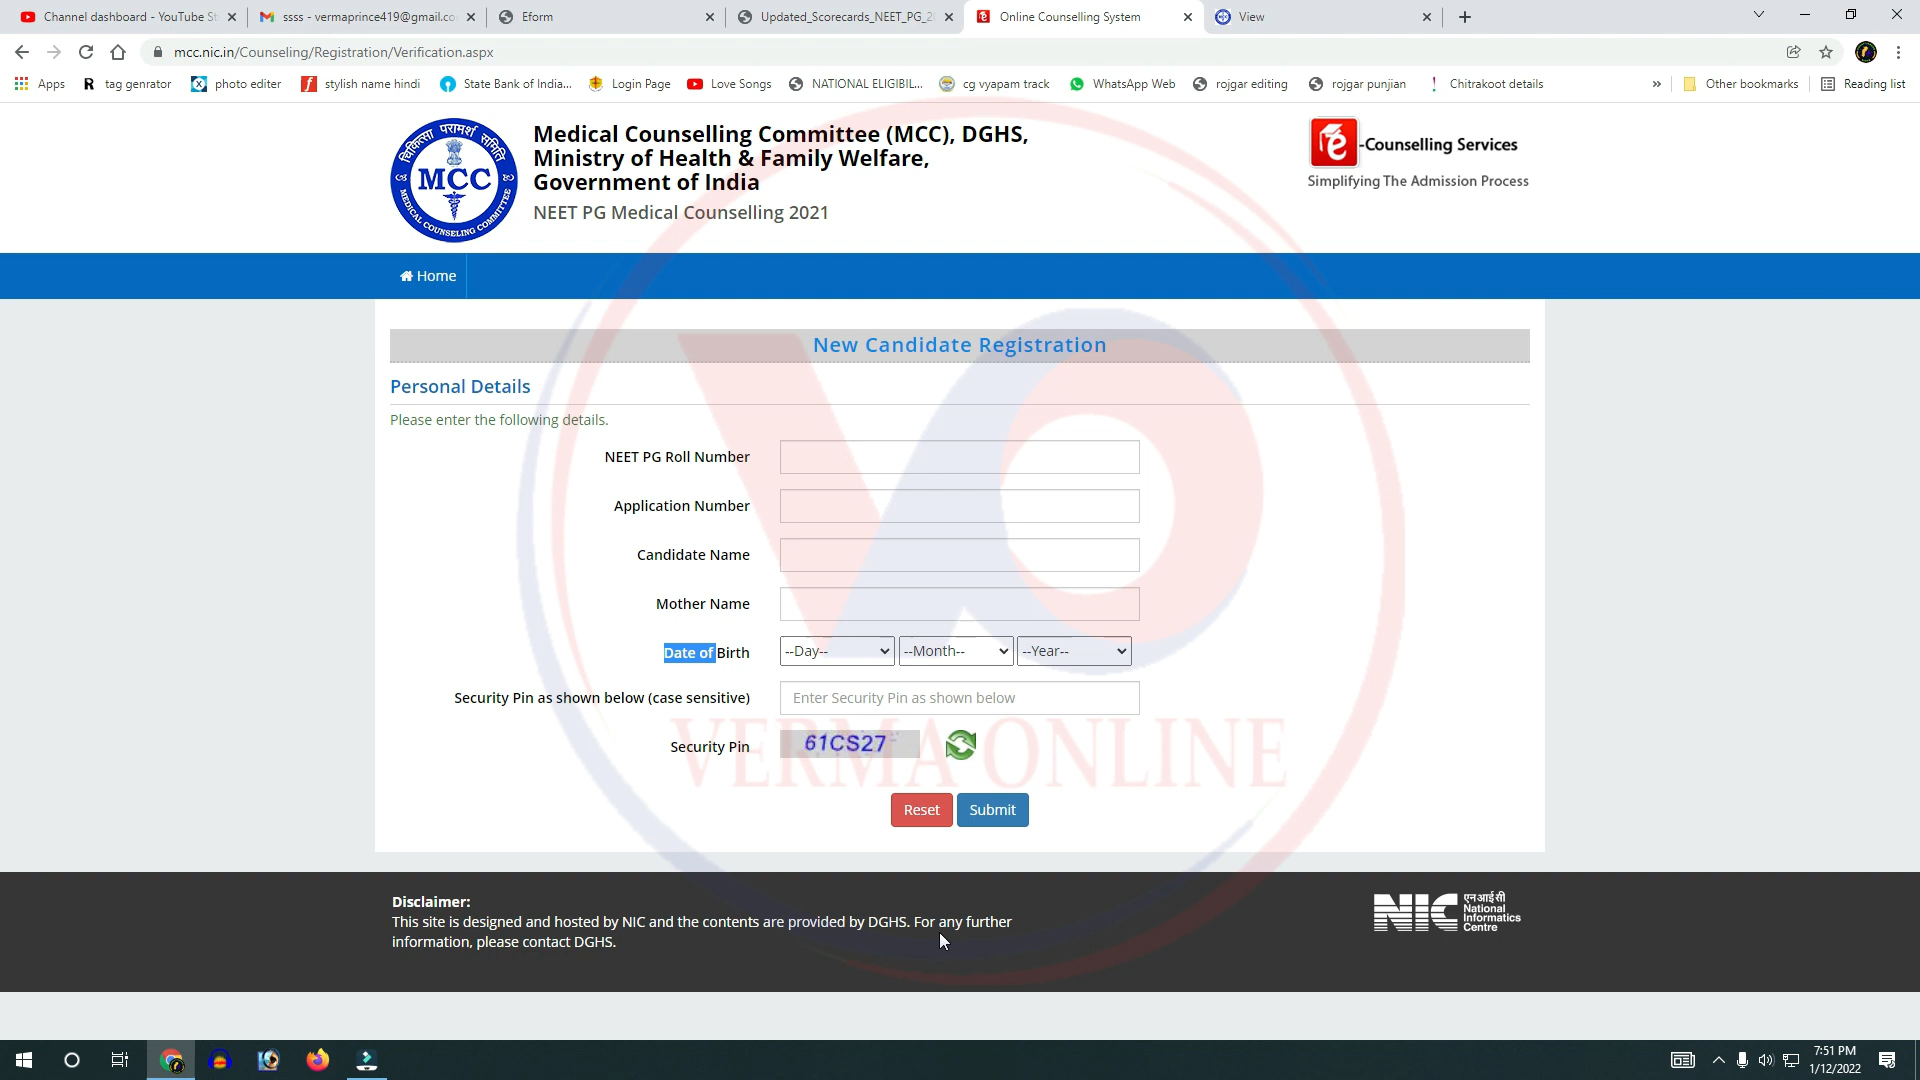 Channel dashboard - YouTube St
ssss - vermaprince419@gmail.co
Eform
Updated_Scorecards_NEET_PG_2
Online Counselling System
View
mcc.nic.in/Counseling/Registration/Verification.aspx
Apps
tag genrator
photo editer
stylish name hindi
State Bank of India...
Login Page
Love Songs
NATIONAL ELIGIBIL...
cg vyapam track
WhatsApp Web
rojgar editing
rojgar punjian
Chitrakoot details
»
Other bookmarks
Reading list
चिकित्सा परामर्श समिति
MCC
MEDICAL COUNSELING COMMITTEE
Medical Counselling Committee (MCC), DGHS,
Ministry of Health & Family Welfare,
Government of India
NEET PG Medical Counselling 2021
e-Counselling Services
Simplifying The Admission Process
Home
New Candidate Registration
Personal Details
Please enter the following details.
NEET PG Roll Number
Application Number
Candidate Name
Mother Name
Date of Birth
--Day--
--Month--
--Year--
Security Pin as shown below (case sensitive)
Enter Security Pin as shown below
Security Pin
61CS27
VERMA ONLINE
Reset
Submit
Disclaimer:
This site is designed and hosted by NIC and the contents are provided by DGHS. For any further
information, please contact DGHS.
NIC
एन आई सी
National
Informatics
Centre
7:51 PM
1/12/2022